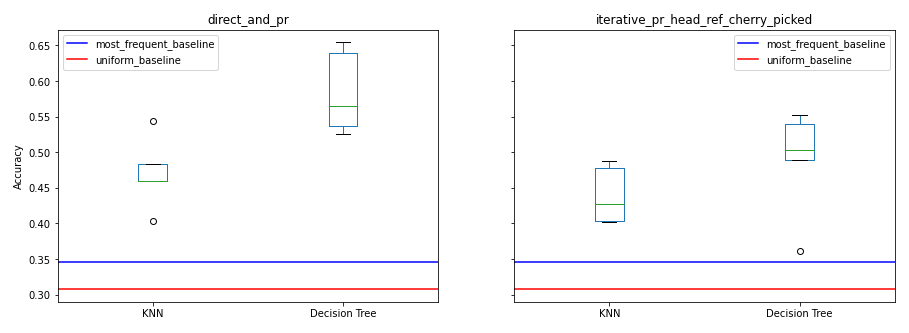 direct_and_pr
most_frequent_baseline
uniform_baseline
Accuracy
0.65
0.60
0.55
0.50
0.45
0.40
0.35
0.30
KNN
Decision Tree
iterative_pr_head_ref_cherry_picked
most_frequent_baseline
uniform_baseline
KNN
Decision Tree